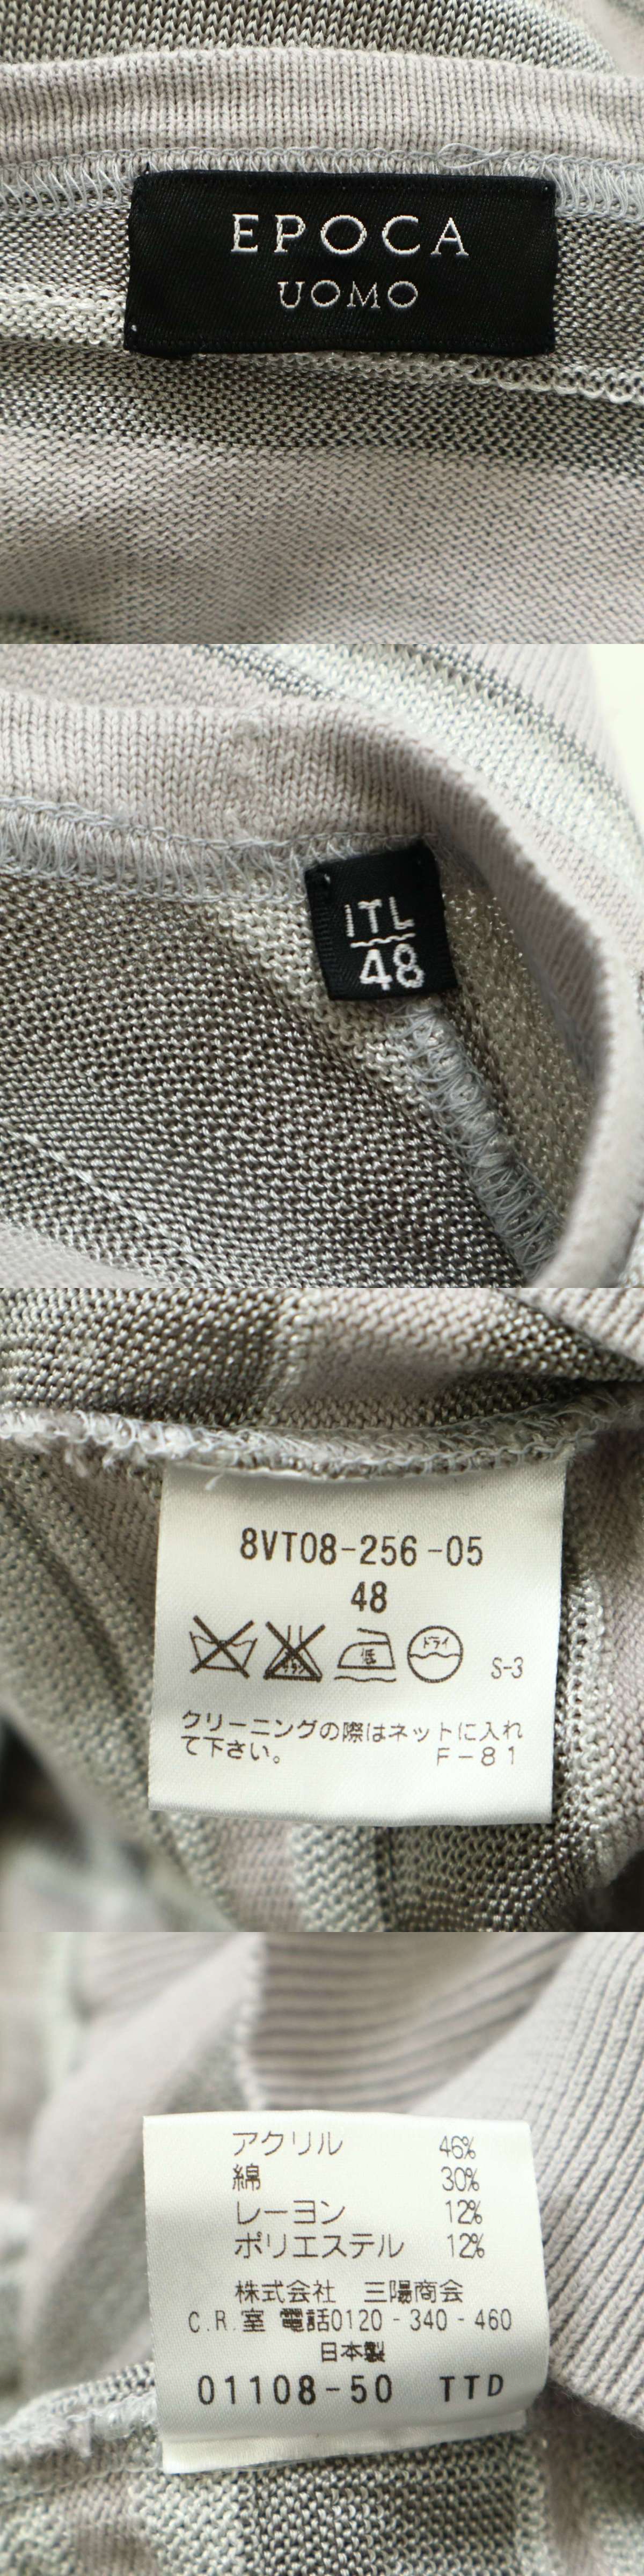 EPOCA
UOMO
ITL
48
8VT08-256-05
48
低 ドライ
S-3
クリーニングの際はネットに入れ
て下さい。 F-81
アクリル 46%
綿 30%
レーヨン 12%
ポリエステル 12%
株式会社 三陽商会
C.R.室 電話0120-340-460
日本製
01108-50 TTD